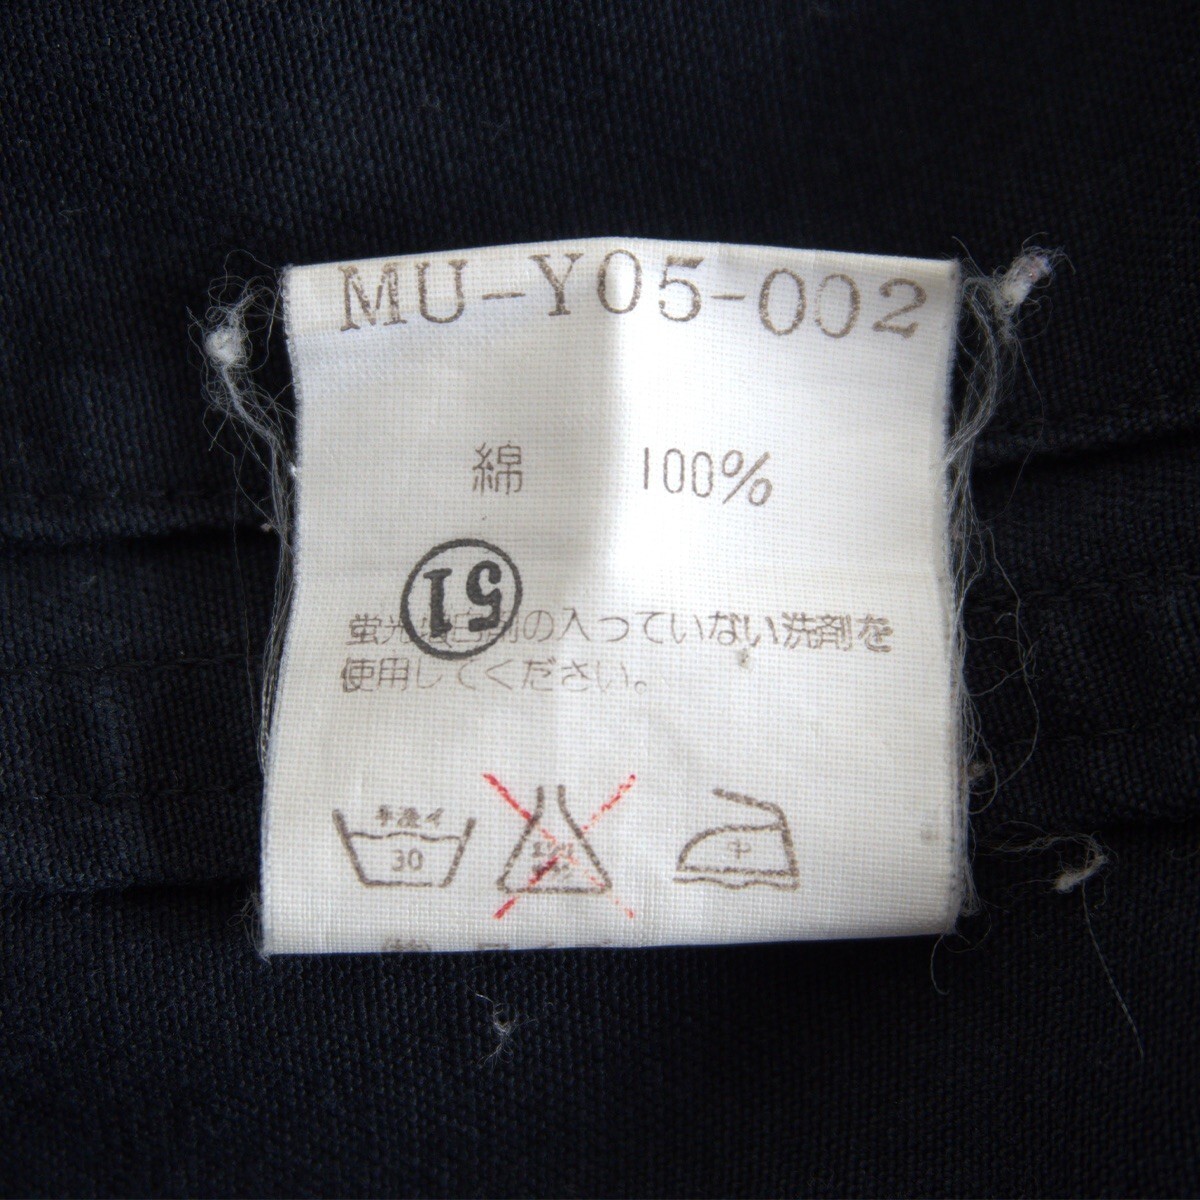 MU-Y05-002
綿 100%
51
蛍光 白剤の入っていない洗剤を
使用してください。
手洗イ
30
中